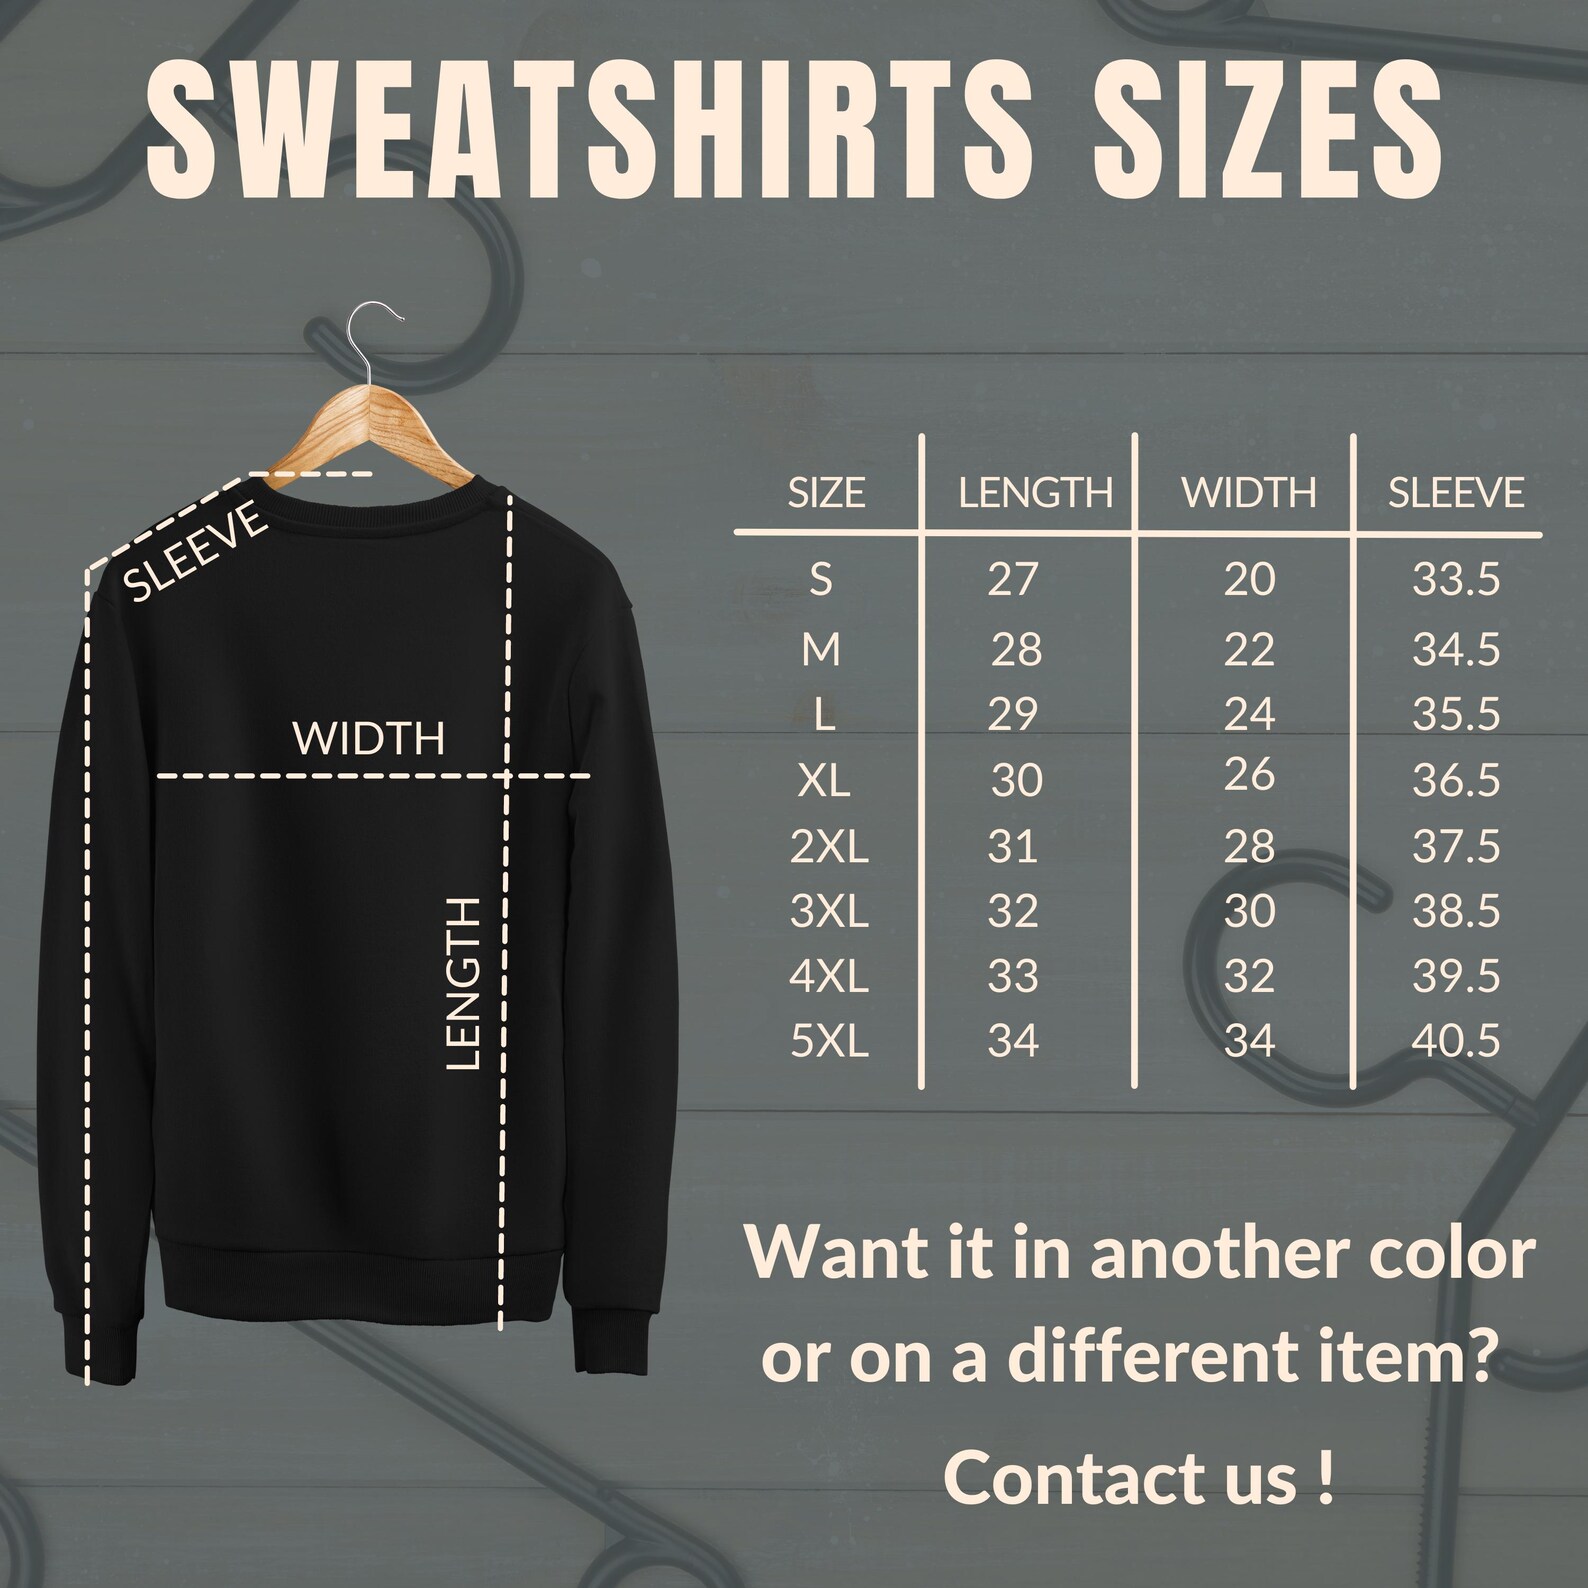 SWEATSHIRTS SIZES
SLEEVE
WIDTH
LENGTH
SIZE LENGTH WIDTH SLEEVE
S 27 20 33.5
M 28 22 34.5
L 29 24 35.5
XL 30 26 36.5
2XL 31 28 37.5
3XL 32 30 38.5
4XL 33 32 39.5
5XL 34 34 40.5
Want it in another color
or on a different item?
Contact us !